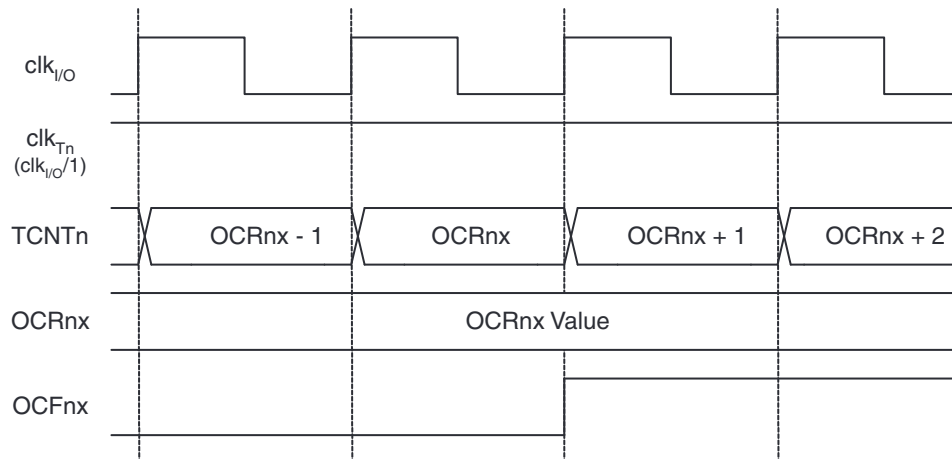 clkI/O
clkTn
(clkI/O/1)
TCNTn OCRnx - 1 OCRnx OCRnx + 1 OCRnx + 2
OCRnx OCRnx Value
OCFnx